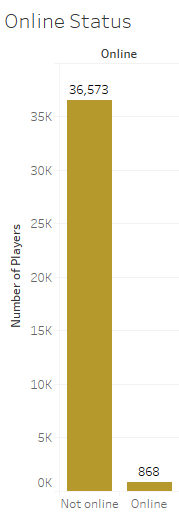 Online Status
Online
36,573
35K
30K
25K
20K
15K
10K
5K
0K
Number of Players
868
Not online
Online